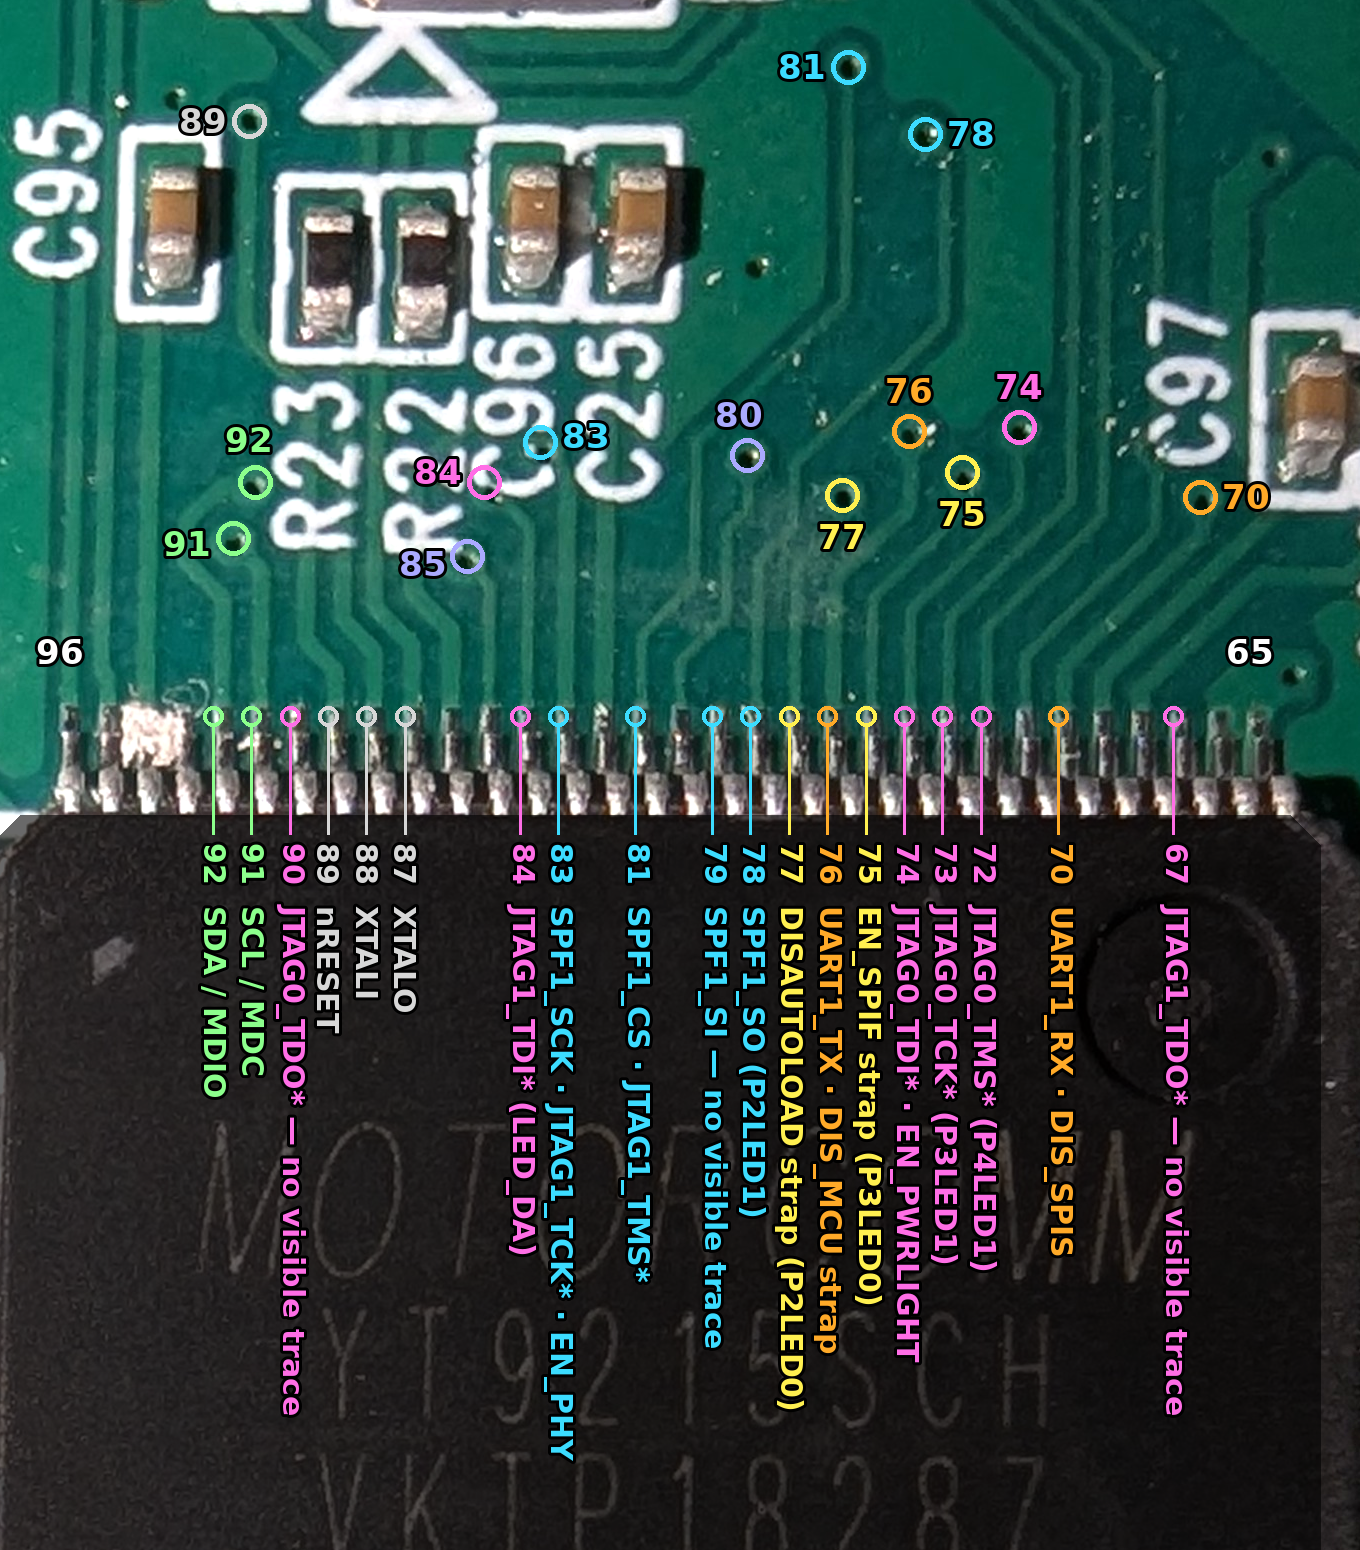 81
78
89
C95
C97
76
74
80
92
R23
R22
C96
C25
83
84
77
75
70
91
85
96
65
92 SDA / MDIO
91 SCL / MDC
90 JTAG0_TDO* — no visible trace
89 nRESET
88 XTALI
87 XTALO
84 JTAG1_TDI* (LED_DA)
83 SPF1_SCK · JTAG1_TCK* · EN_PHY
81 SPF1_CS · JTAG1_TMS*
79 SPF1_SI — no visible trace
78 SPF1_SO (P2LED1)
77 DISAUTOLOAD strap (P2LED0)
76 UART1_TX · DIS_MCU strap
75 EN_SPIF strap (P3LED0)
74 JTAG0_TDI* · EN_PWRLIGHT
73 JTAG0_TCK* (P3LED1)
72 JTAG0_TMS* (P4LED1)
70 UART1_RX · DIS_SPIS
67 JTAG1_TDO* — no visible trace
MOTORCOMM
YT9215SCH
VKTP18287